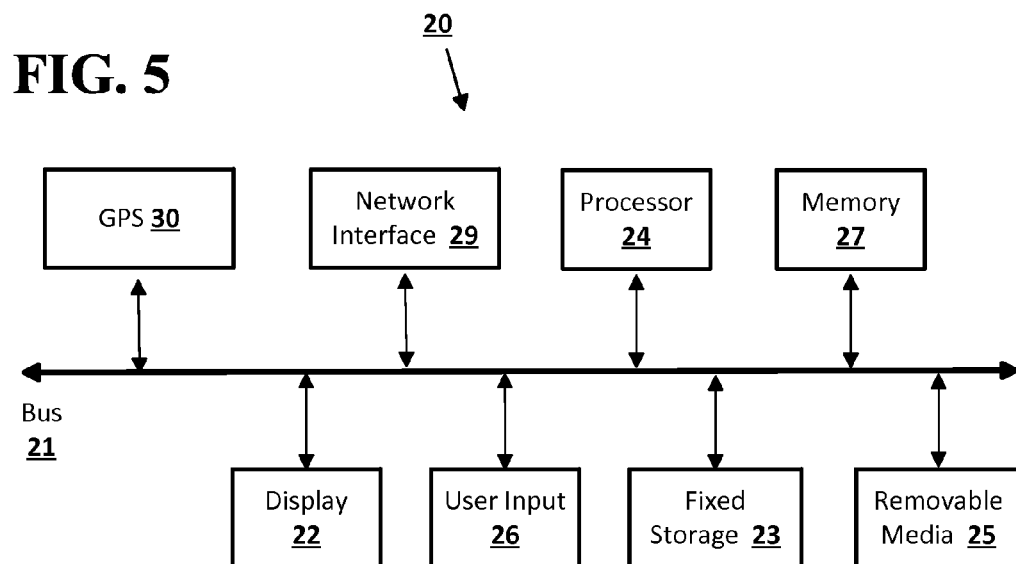 20
FIG. 5
GPS 30
Network
Interface 29
Processor
24
Memory
27
Bus
21
Display
22
User Input
26
Fixed
Storage 23
Removable
Media 25